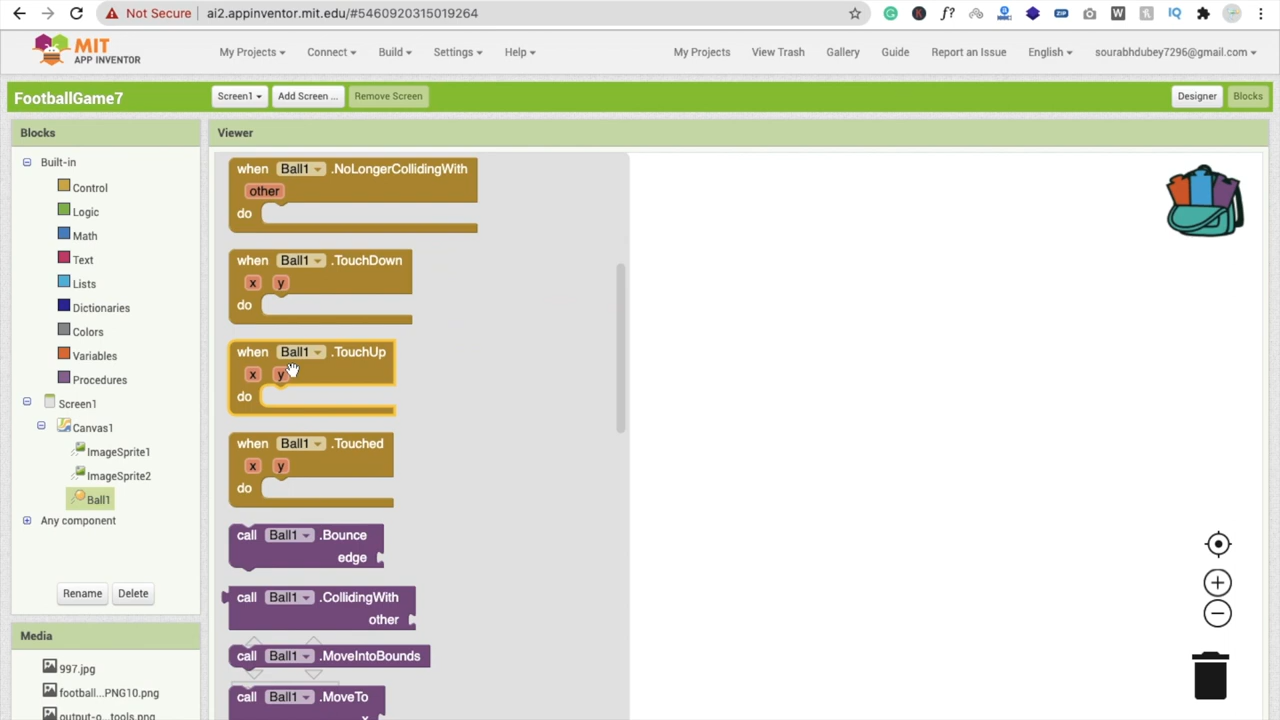 Not Secure | ai2.appinventor.mit.edu/#5460920315019264
MIT
APP INVENTOR
My Projects Connect Build Settings Help My Projects View Trash Gallery Guide Report an Issue English sourabhdubey7296@gmail.com
FootballGame7 Screen1 Add Screen ... Remove Screen Designer Blocks
Blocks
Viewer
Built-in
Control
Logic
Math
Text
Lists
Dictionaries
Colors
Variables
Procedures
Screen1
Canvas1
ImageSprite1
ImageSprite2
Ball1
Any component
Rename Delete
Media
997.jpg
football...PNG10.png
output-o...tools.png
when Ball1 .NoLongerCollidingWith
other
do
when Ball1 .TouchDown
x y
do
when Ball1 .TouchUp
x y
do
when Ball1 .Touched
x y
do
call Ball1 .Bounce
edge
call Ball1 .CollidingWith
other
call Ball1 .MoveIntoBounds
call Ball1 .MoveTo
x